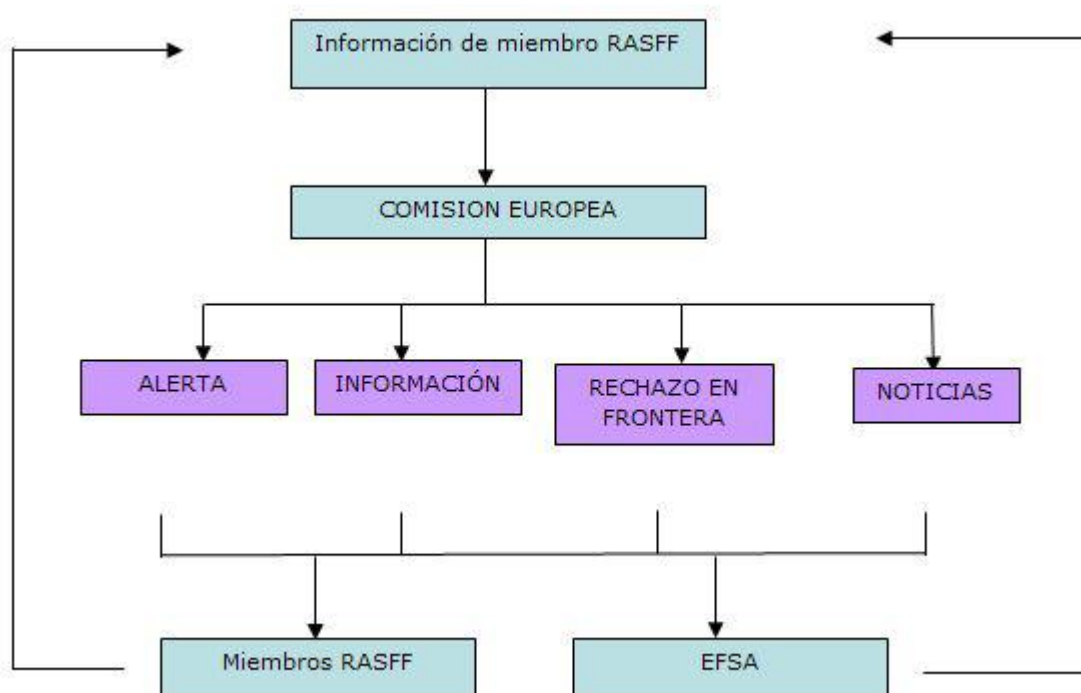 Información de miembro RASFF
COMISION EUROPEA
ALERTA
INFORMACIÓN
RECHAZO EN
FRONTERA
NOTICIAS
Miembros RASFF
EFSA